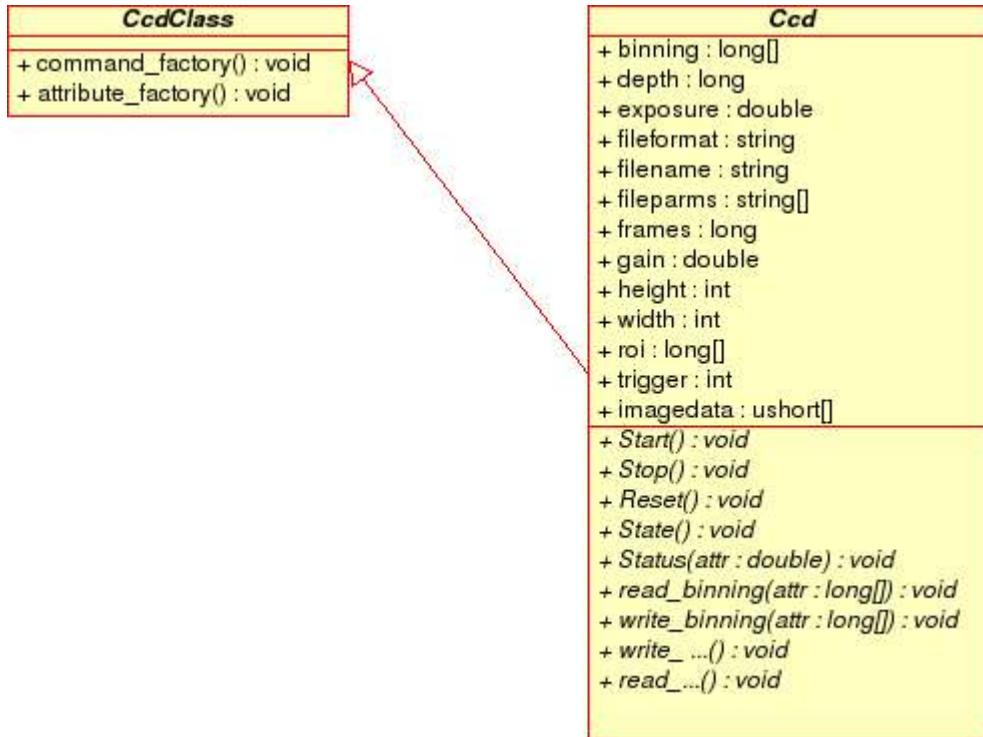 CcdClass
+ command_factory() : void
+ attribute_factory() : void
Ccd
+ binning : long[]
+ depth : long
+ exposure : double
+ fileformat : string
+ filename : string
+ fileparms : string[]
+ frames : long
+ gain : double
+ height : int
+ width : int
+ roi : long[]
+ trigger : int
+ imagedata : ushort[]
+ Start() : void
+ Stop() : void
+ Reset() : void
+ State() : void
+ Status(attr : double) : void
+ read_binning(attr : long[]) : void
+ write_binning(attr : long[]) : void
+ write_ ...() : void
+ read_...() : void